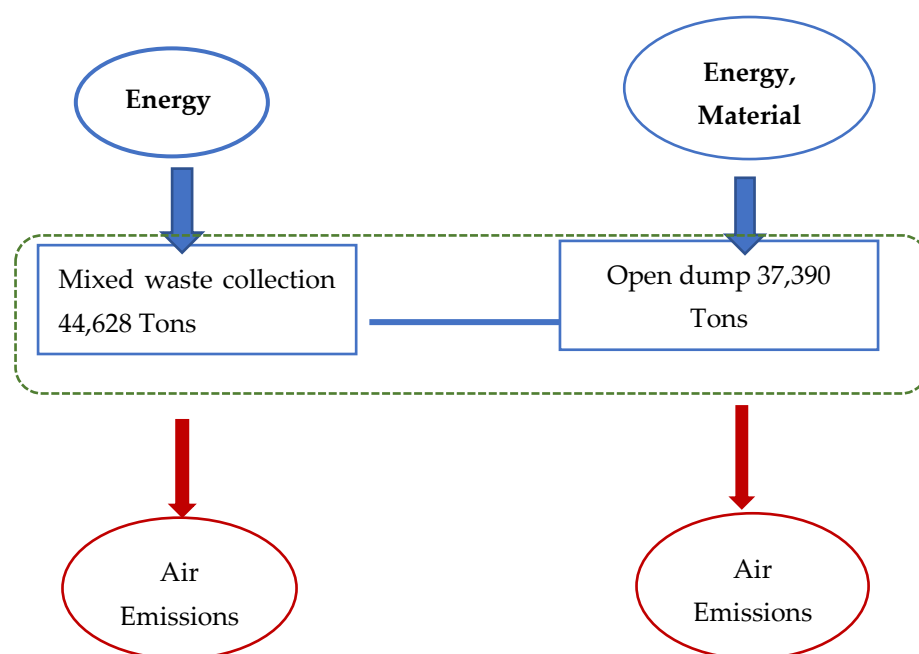 Energy
Energy,
Material
Mixed waste collection
44,628 Tons
Open dump 37,390
Tons
Air
Emissions
Air
Emissions